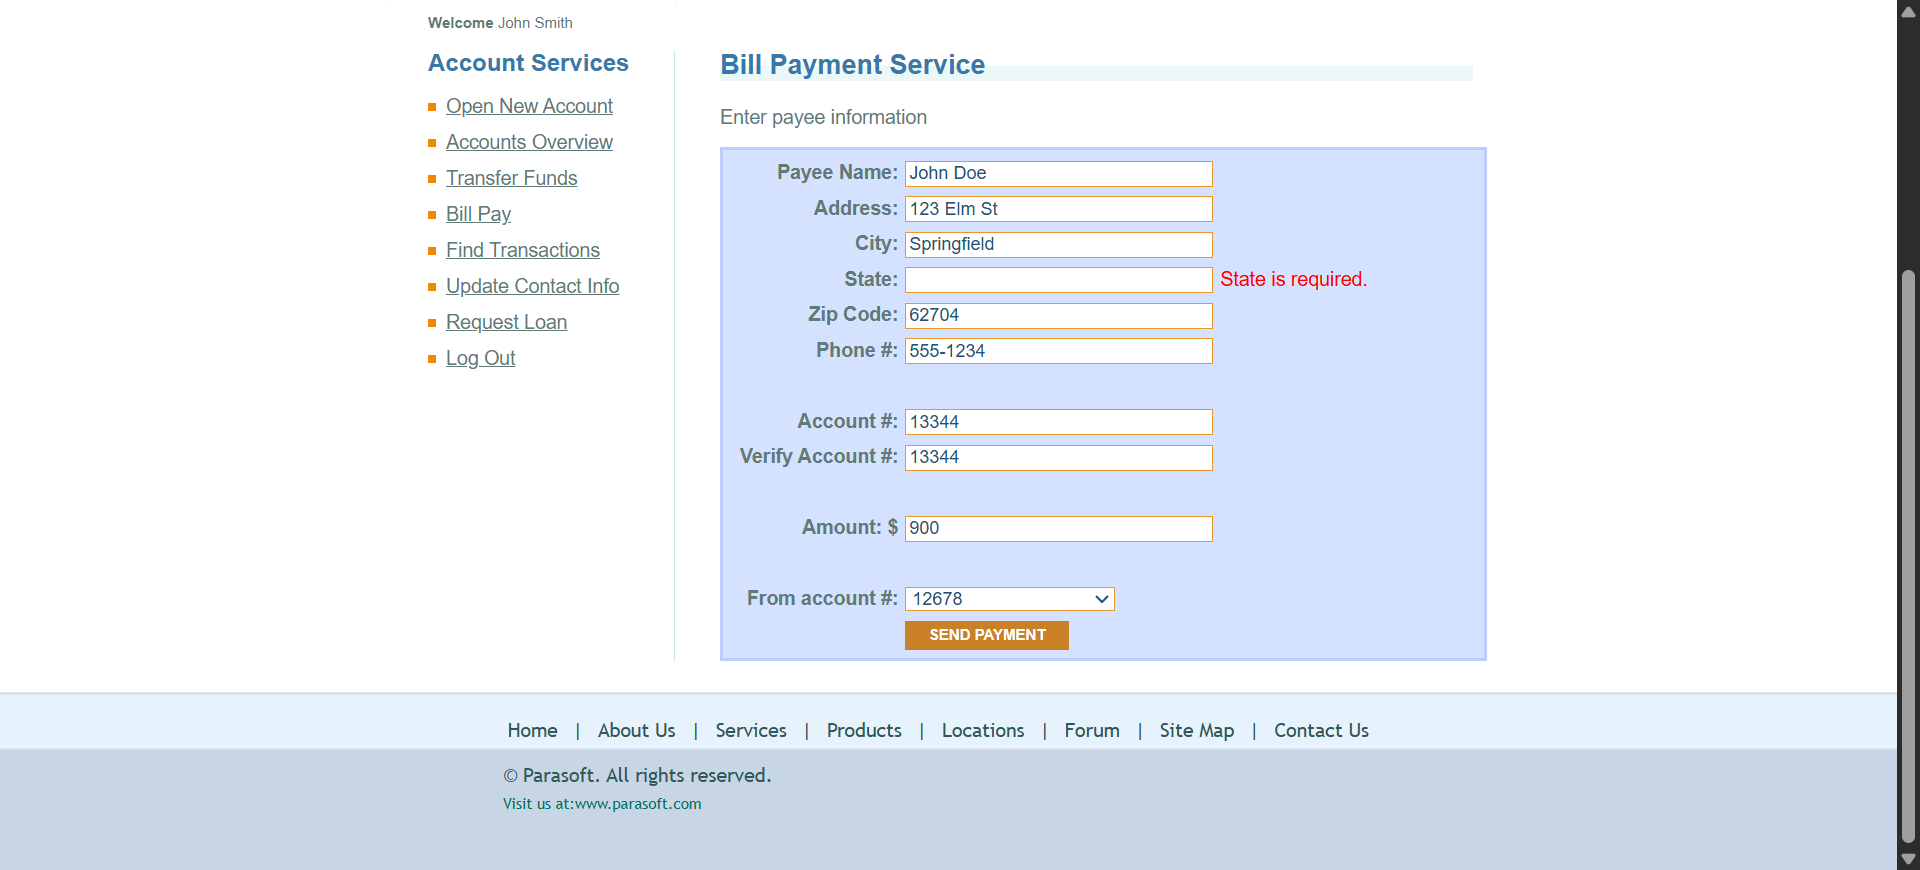 Welcome John Smith
Account Services
Open New Account
Accounts Overview
Transfer Funds
Bill Pay
Find Transactions
Update Contact Info
Request Loan
Log Out
Bill Payment Service
Enter payee information
Payee Name: John Doe
Address: 123 Elm St
City: Springfield
State: State is required.
Zip Code: 62704
Phone #: 555-1234
Account #: 13344
Verify Account #: 13344
Amount: $ 900
From account #: 12678
SEND PAYMENT
Home | About Us | Services | Products | Locations | Forum | Site Map | Contact Us
© Parasoft. All rights reserved.
Visit us at:www.parasoft.com